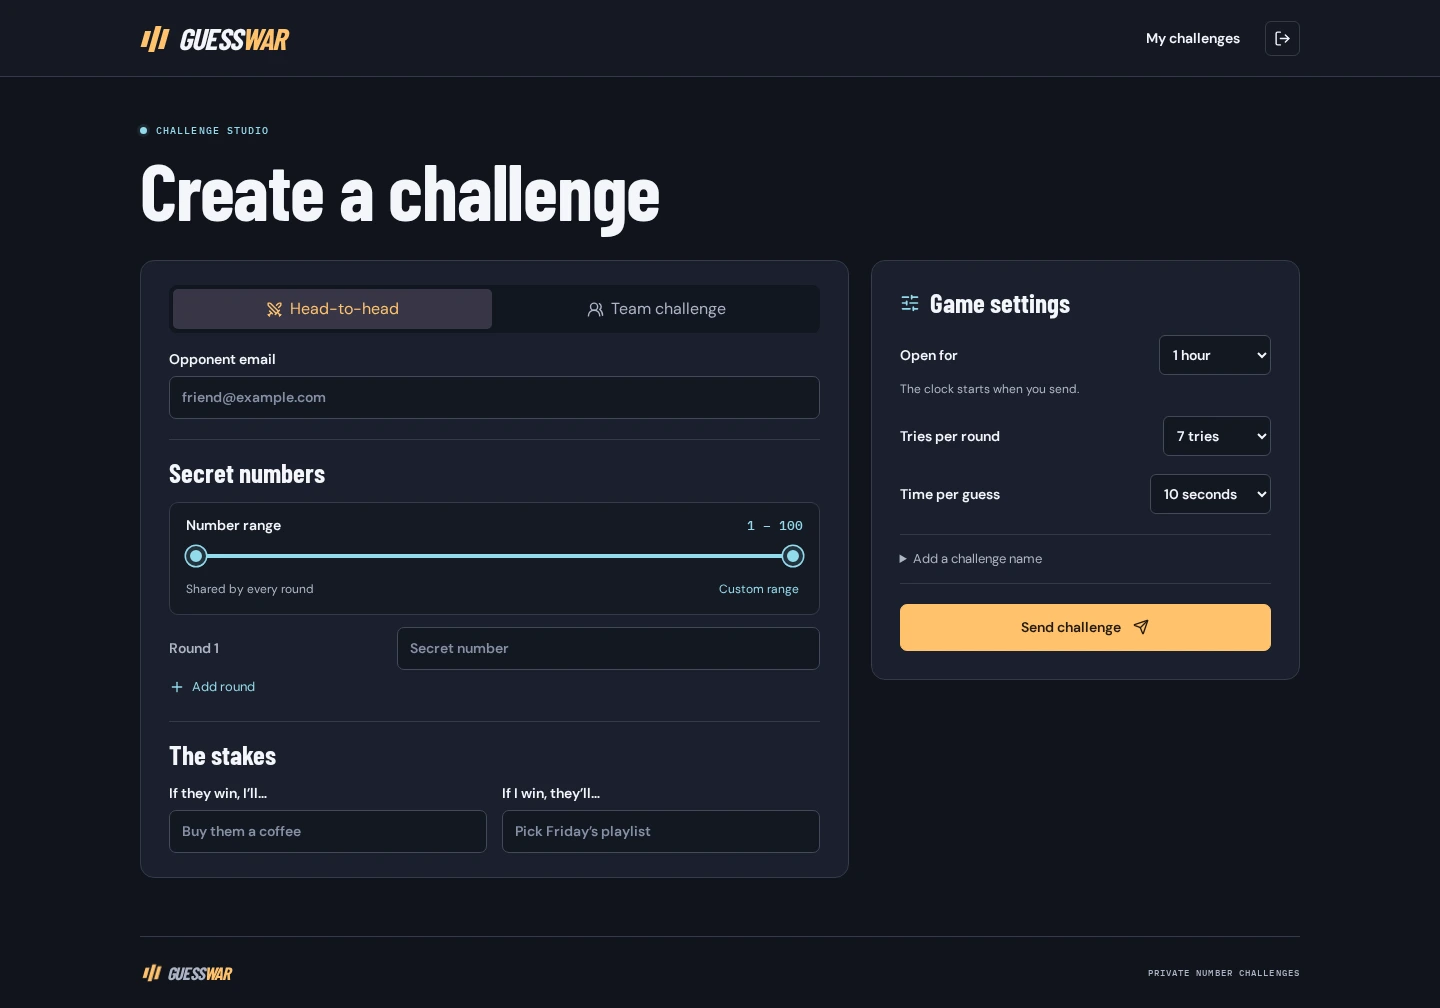 GUESSWAR
My challenges
CHALLENGE STUDIO
Create a challenge
Head-to-head
Team challenge
Opponent email
friend@example.com
Secret numbers
Number range
1 – 100
Shared by every round
Custom range
Round 1
Secret number
Add round
The stakes
If they win, I’ll…
If I win, they’ll…
Buy them a coffee
Pick Friday’s playlist
Game settings
Open for
1 hour
The clock starts when you send.
Tries per round
7 tries
Time per guess
10 seconds
Add a challenge name
Send challenge
GUESSWAR
PRIVATE NUMBER CHALLENGES